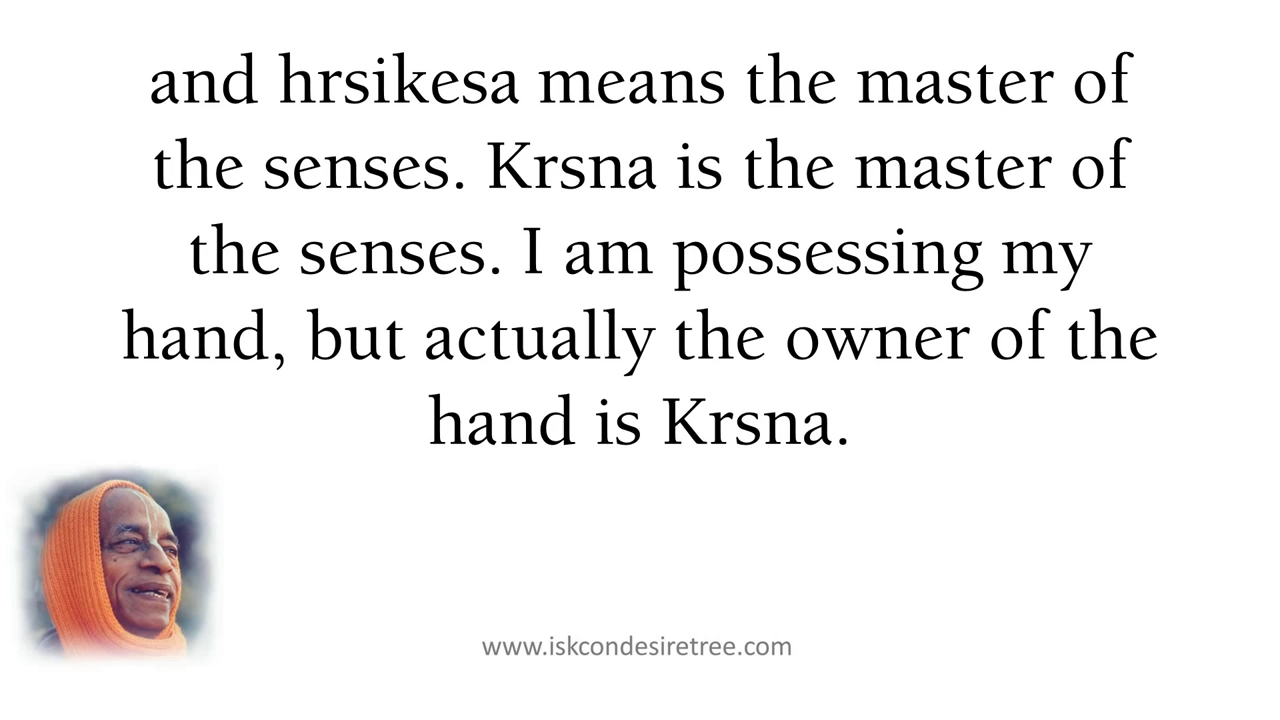 and hrsikesa means the master of
the senses. Krsna is the master of
the senses. I am possessing my
hand, but actually the owner of the
hand is Krsna.
www.iskcondesiretree.com